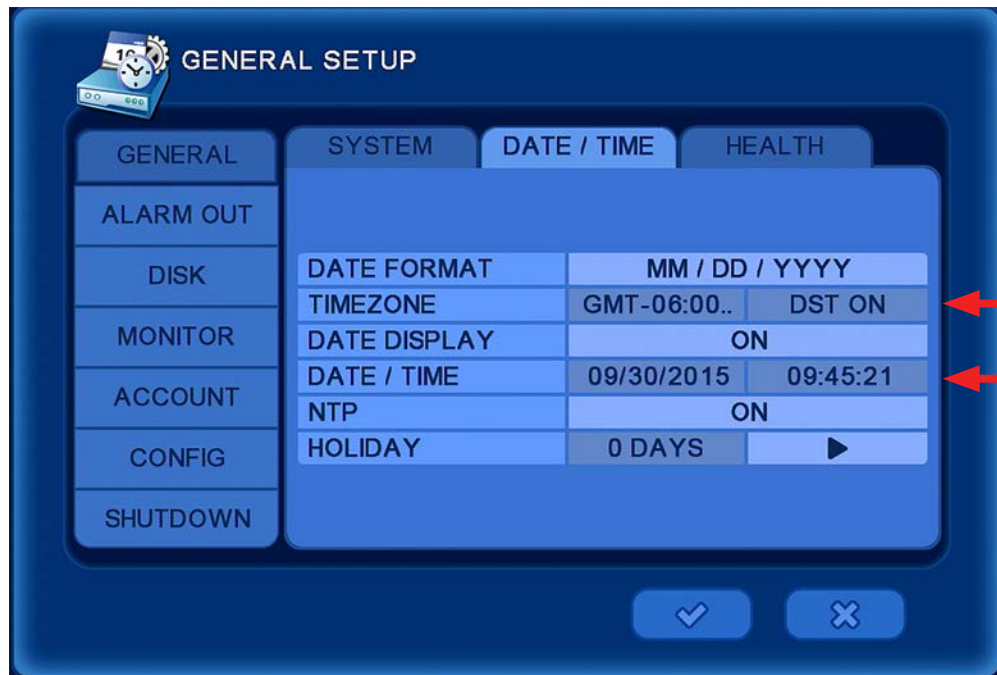 GENERAL SETUP
SYSTEM DATE / TIME HEALTH
GENERAL
ALARM OUT
DISK
MONITOR
ACCOUNT
CONFIG
SHUTDOWN
DATE FORMAT MM / DD / YYYY
TIMEZONE GMT-06:00.. DST ON
DATE DISPLAY ON
DATE / TIME 09/30/2015 09:45:21
NTP ON
HOLIDAY 0 DAYS